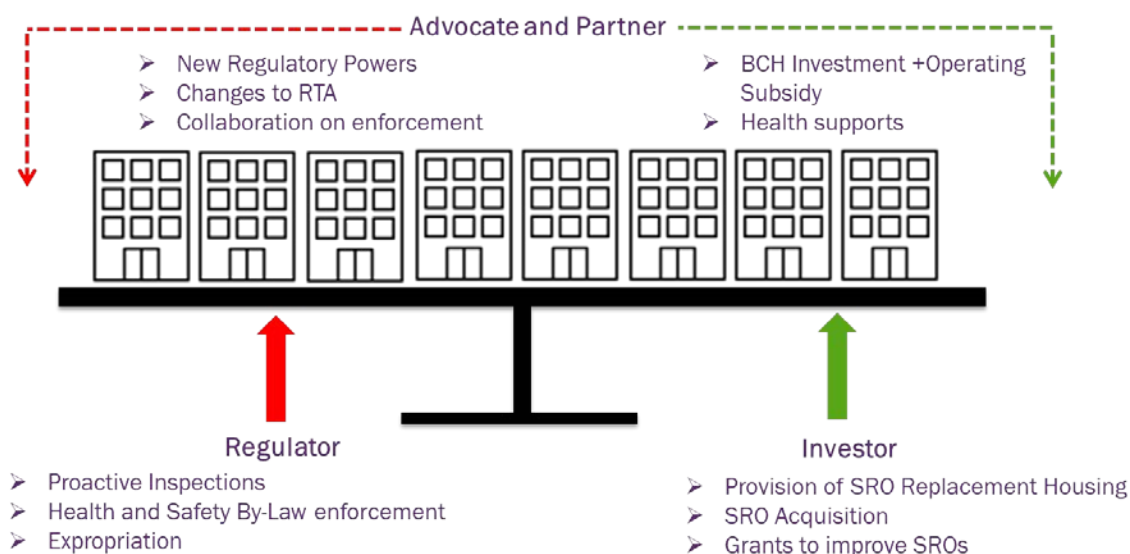 Advocate and Partner
➢ New Regulatory Powers
➢ Changes to RTA
➢ Collaboration on enforcement
➢ BCH Investment +Operating
Subsidy
➢ Health supports
Regulator
➢ Proactive Inspections
➢ Health and Safety By-Law enforcement
➢ Expropriation
Investor
➢ Provision of SRO Replacement Housing
➢ SRO Acquisition
➢ Grants to improve SROs